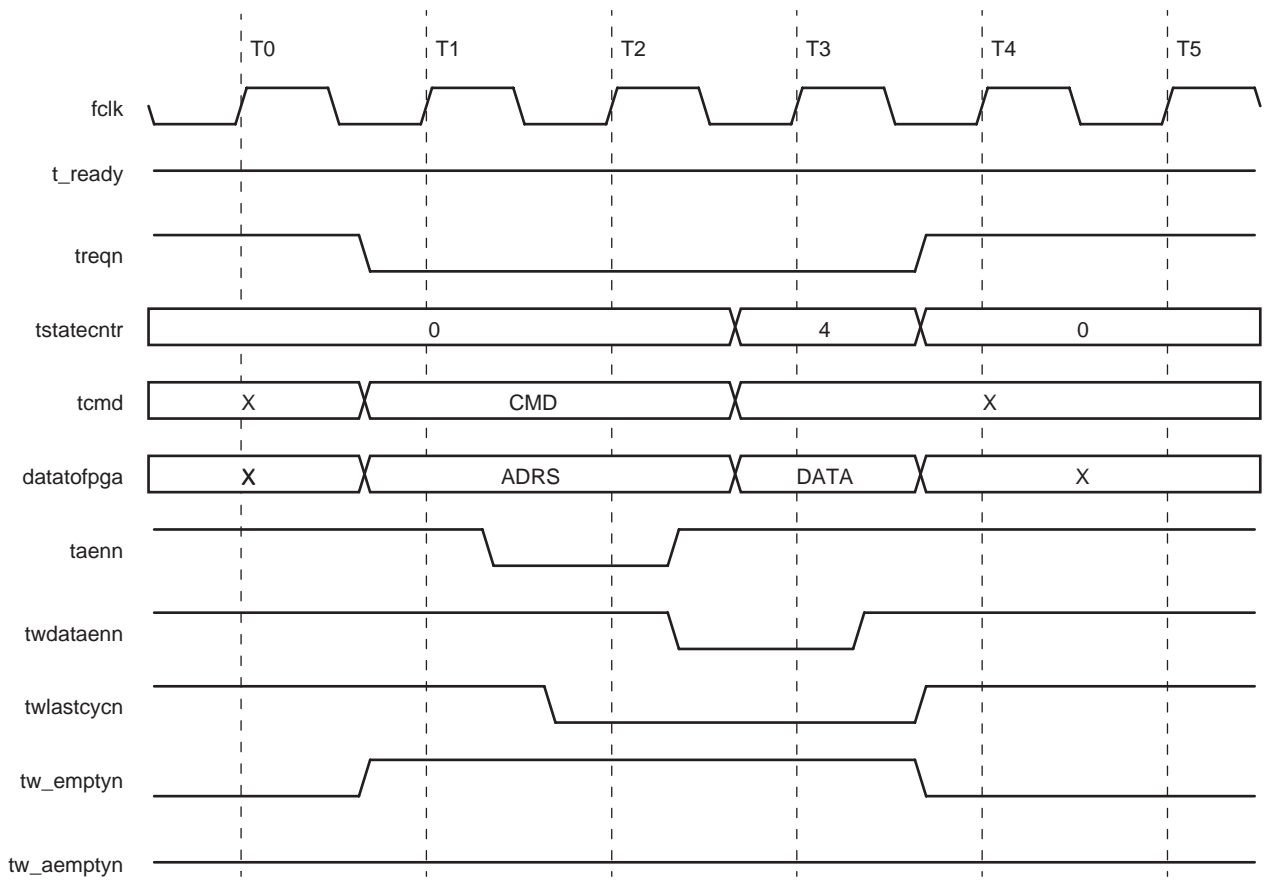 T0 T1 T2 T3 T4 T5
fclk
t_ready
treqn
tstatecntr 0 4 0
tcmd X CMD X
datatofpga X ADRS DATA X
taenn
twdataenn
twlastcycn
tw_emptyn
tw_aemptyn